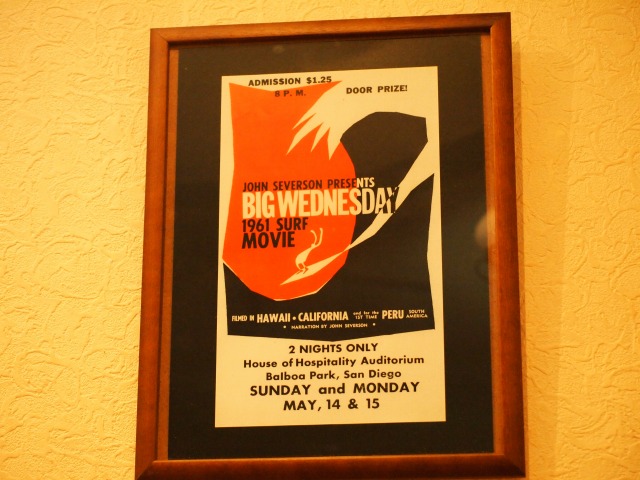 ADMISSION $1.25
8 P. M.
DOOR PRIZE!
JOHN SEVERSON PRESENTS
BIG WEDNESDAY
1961 SURF
MOVIE
FILMED IN HAWAII • CALIFORNIA and for the 1ST TIME PERU SOUTH AMERICA
* NARRATION BY JOHN SEVERSON *
2 NIGHTS ONLY
House of Hospitality Auditorium
Balboa Park, San Diego
SUNDAY and MONDAY
MAY, 14 & 15